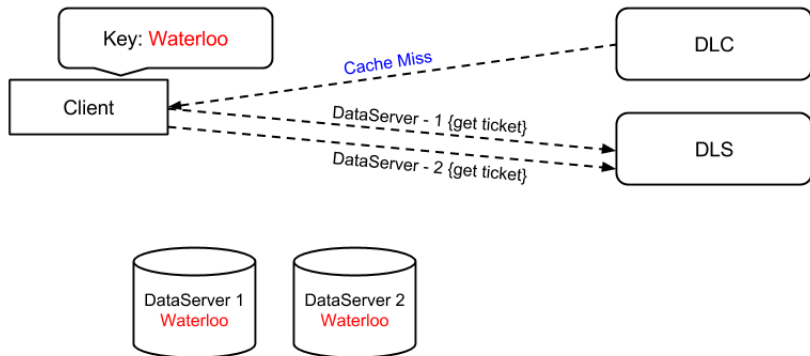 Key: Waterloo
DLC
Cache Miss
Client
DataServer - 1 {get ticket}
DLS
DataServer - 2 {get ticket}
DataServer 1
Waterloo
DataServer 2
Waterloo